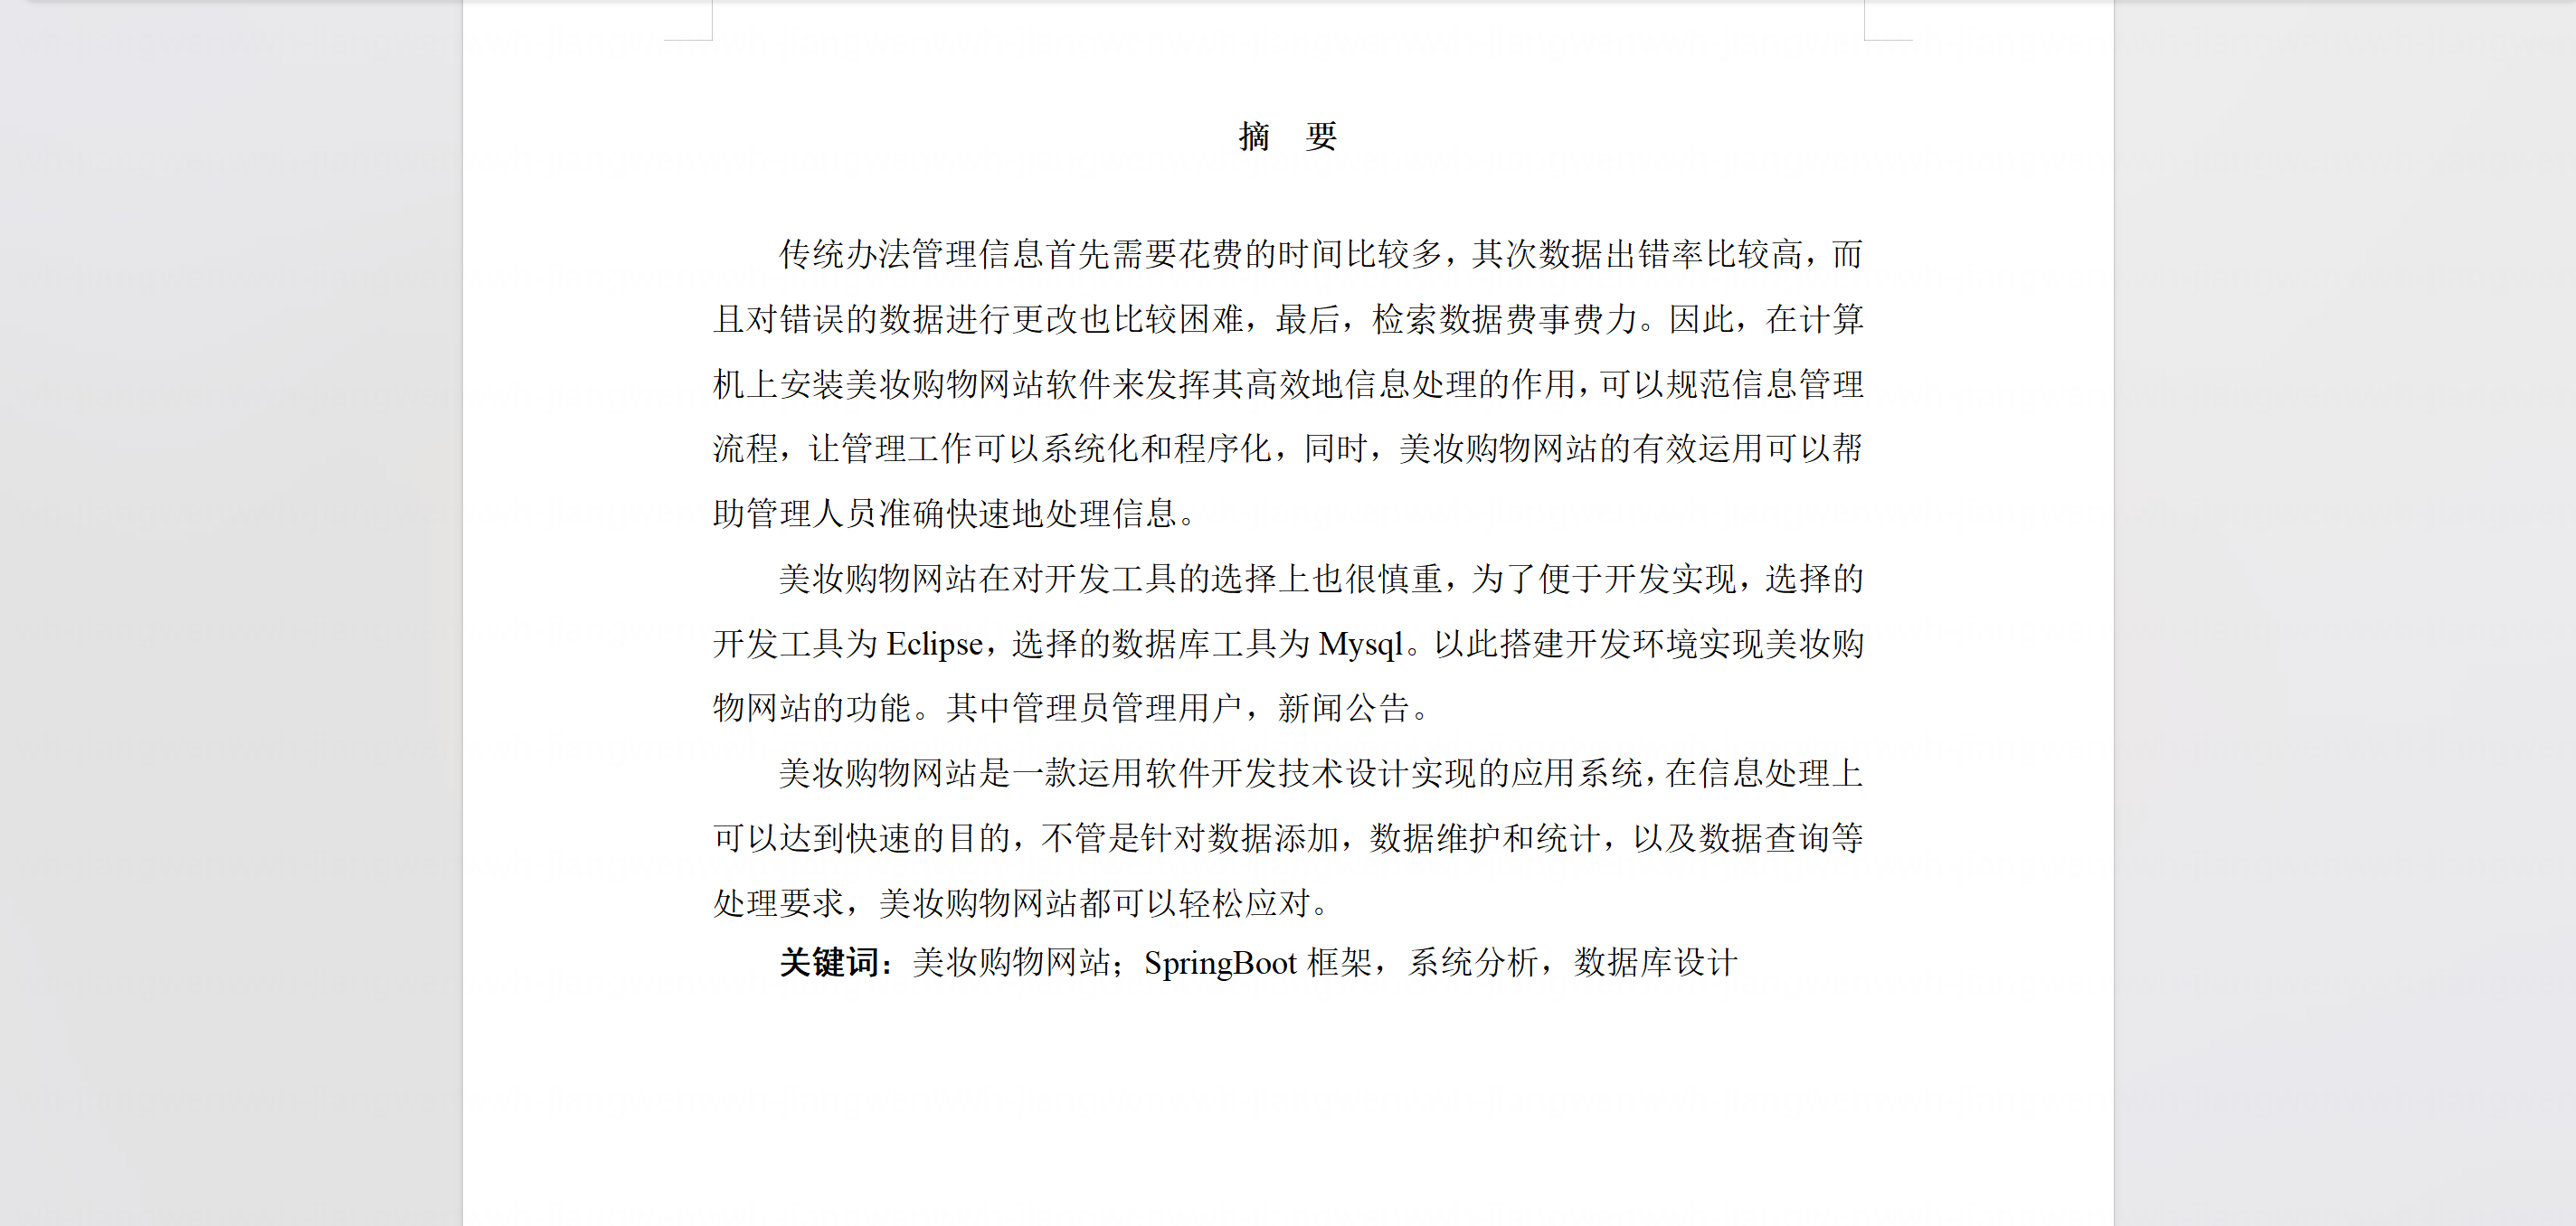 摘　要
传统办法管理信息首先需要花费的时间比较多，其次数据出错率比较高，而
且对错误的数据进行更改也比较困难，最后，检索数据费事费力。因此，在计算
机上安装美妆购物网站软件来发挥其高效地信息处理的作用，可以规范信息管理
流程，让管理工作可以系统化和程序化，同时，美妆购物网站的有效运用可以帮
助管理人员准确快速地处理信息。
美妆购物网站在对开发工具的选择上也很慎重，为了便于开发实现，选择的
开发工具为 Eclipse，选择的数据库工具为 Mysql。以此搭建开发环境实现美妆购
物网站的功能。其中管理员管理用户，新闻公告。
美妆购物网站是一款运用软件开发技术设计实现的应用系统，在信息处理上
可以达到快速的目的，不管是针对数据添加，数据维护和统计，以及数据查询等
处理要求，美妆购物网站都可以轻松应对。
关键词：美妆购物网站；SpringBoot 框架，系统分析，数据库设计